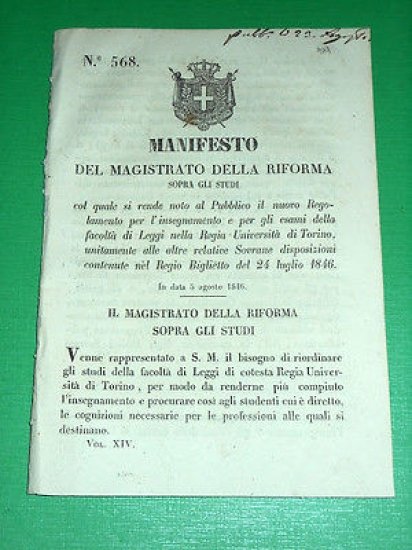 pubb. il 22
N.° 568.
MANIFESTO
DEL MAGISTRATO DELLA RIFORMA
SOPRA GLI STUDI
col quale si rende noto al Pubblico il nuovo Rego-
lamento per l'insegnamento e per gli esami della
facoltà di Leggi nella Regia Università di Torino,
unitamente alle altre relative Sovrane disposizioni
contenute nel Regio Biglietto del 24 luglio 1846.
In data 5 agosto 1846.
IL MAGISTRATO DELLA RIFORMA
SOPRA GLI STUDI
Venne rappresentato a S. M. il bisogno di riordinare
gli studi della facoltà di Leggi di cotesta Regia Univer-
sità di Torino, per modo da renderne più compiuto
l'insegnamento e procurare così agli studenti cui è diretto,
le cognizioni necessarie per le professioni alle quali si
destinano.
VOL. XIV.